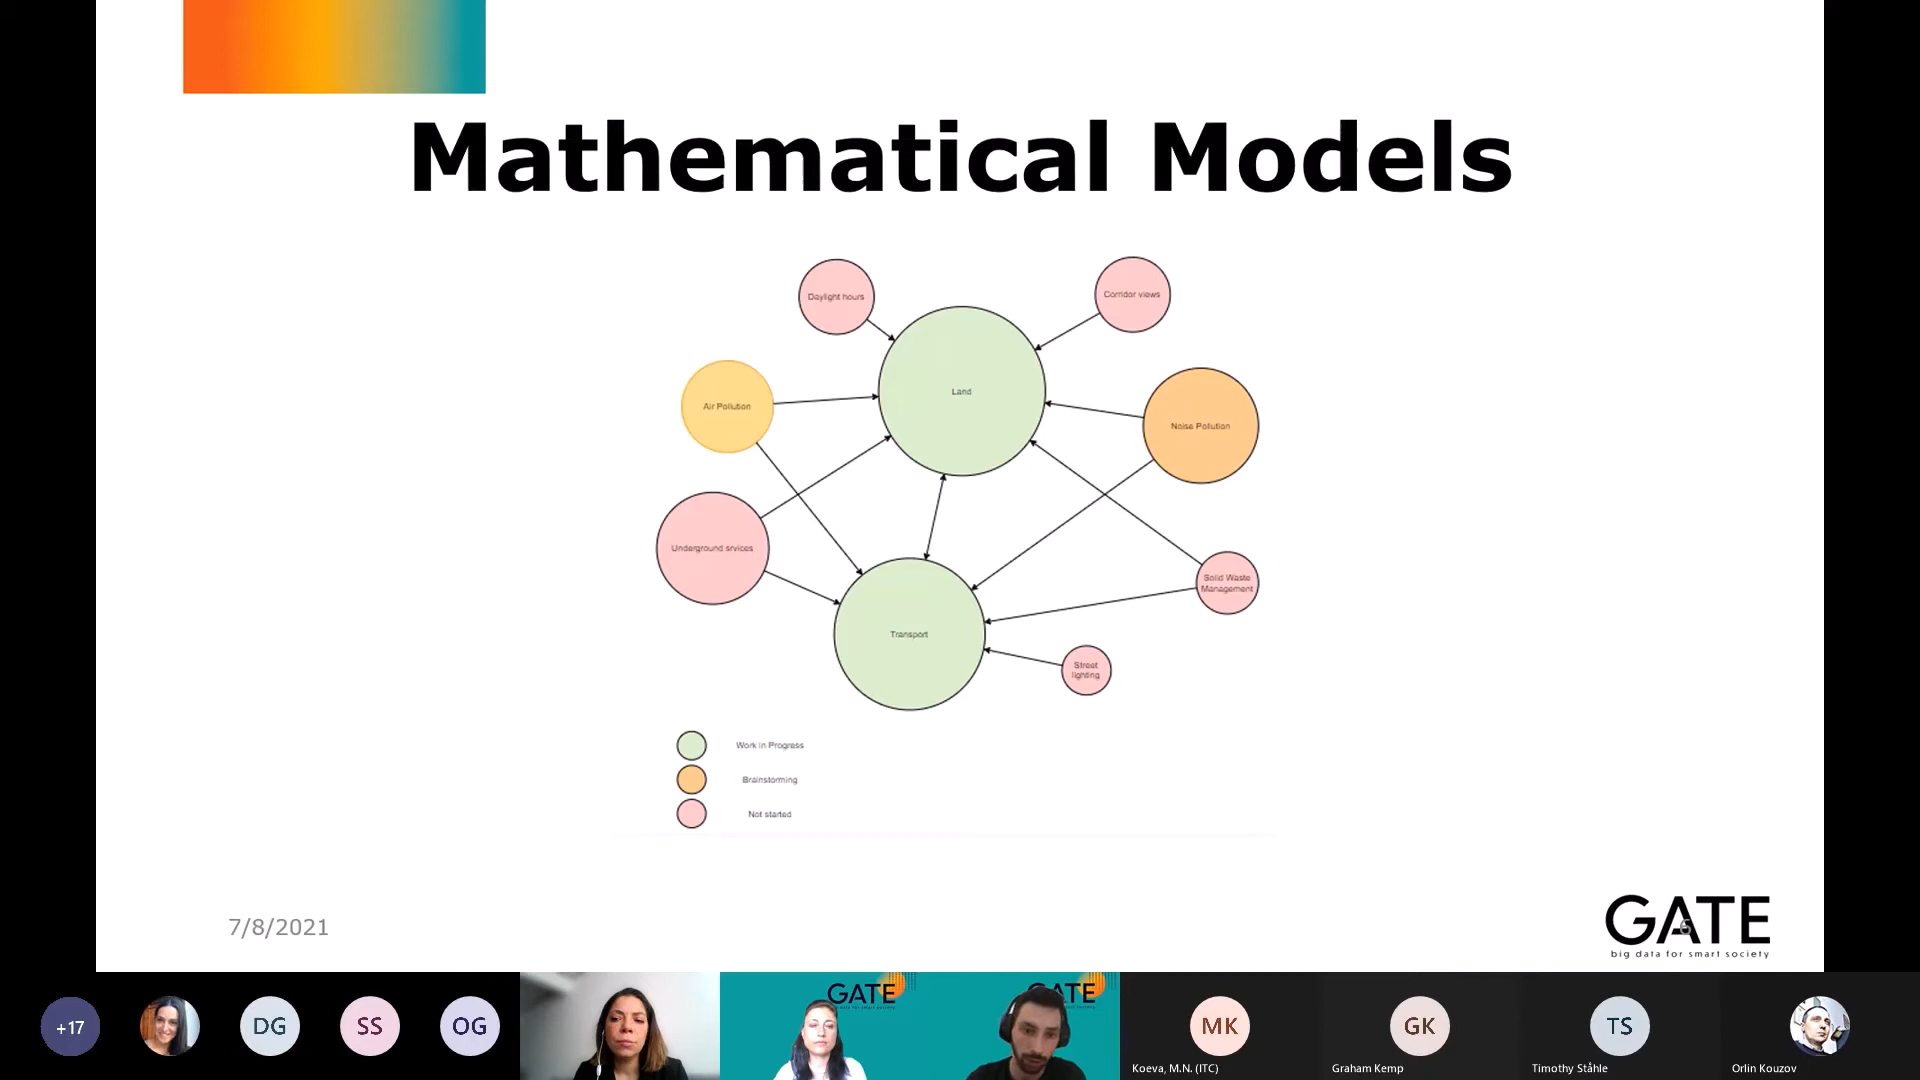 Mathematical Models
Daylight hours
Corridor views
Land
Air Pollution
Noise Pollution
Underground srvices
Solid Waste
Management
Transport
Street
lighting
Work in Progress
Brainstorming
Not started
7/8/2021
6
GATE
big data for smart society
+17
DG
SS
OG
GATE
GATE
MK
GK
TS
Koeva, M.N. (ITC)
Graham Kemp
Timothy Ståhle
Orlin Kouzov